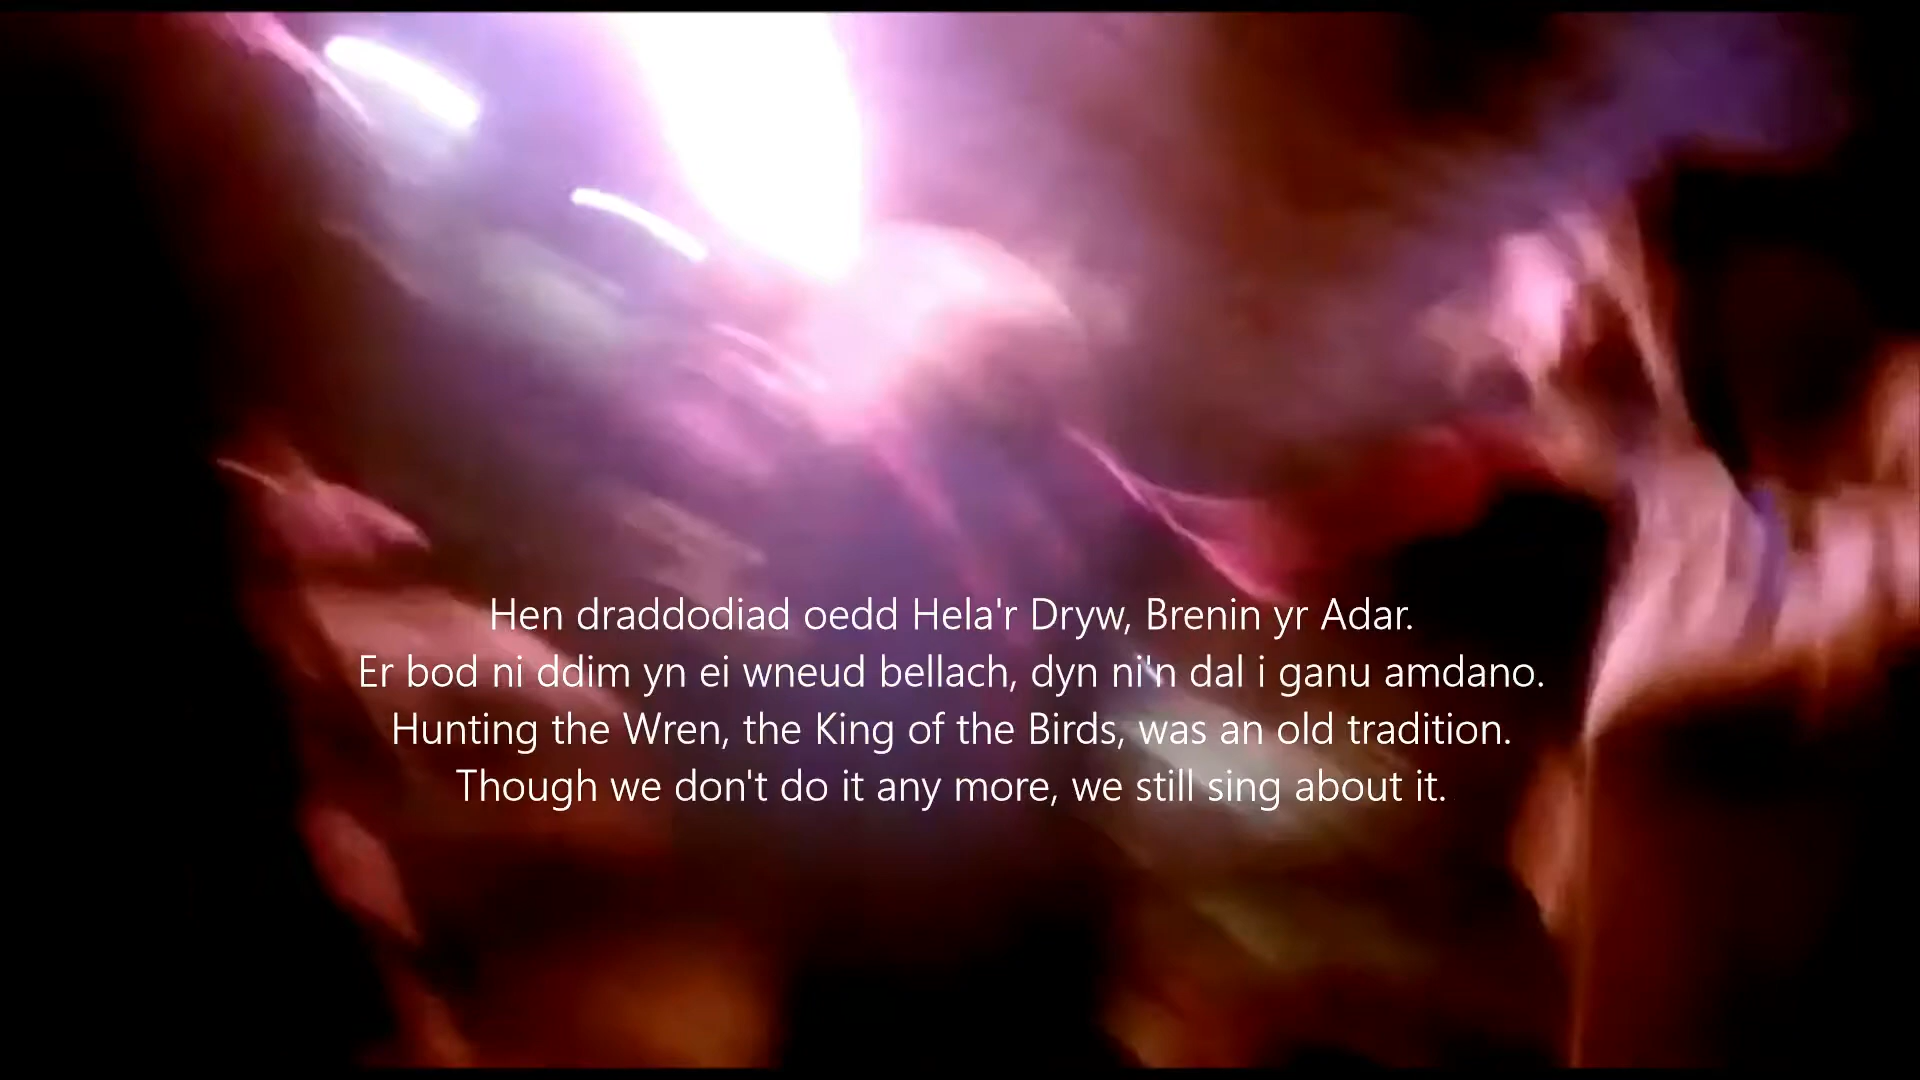 Hen draddodiad oedd Hela'r Dryw, Brenin yr Adar.
Er bod ni ddim yn ei wneud bellach, dyn ni'n dal i ganu amdano.
Hunting the Wren, the King of the Birds, was an old tradition.
Though we don't do it any more, we still sing about it.